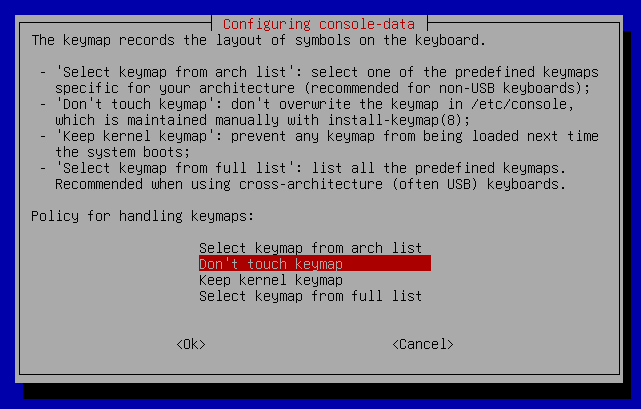 Configuring console-data
The keymap records the layout of symbols on the keyboard.
- 'Select keymap from arch list': select one of the predefined keymaps
specific for your architecture (recommended for non-USB keyboards);
- 'Don't touch keymap': don't overwrite the keymap in /etc/console,
which is maintained manually with install-keymap(8);
- 'Keep kernel keymap': prevent any keymap from being loaded next time
the system boots;
- 'Select keymap from full list': list all the predefined keymaps.
Recommended when using cross-architecture (often USB) keyboards.
Policy for handling keymaps:
Select keymap from arch list
Don't touch keymap
Keep kernel keymap
Select keymap from full list
<Ok> <Cancel>